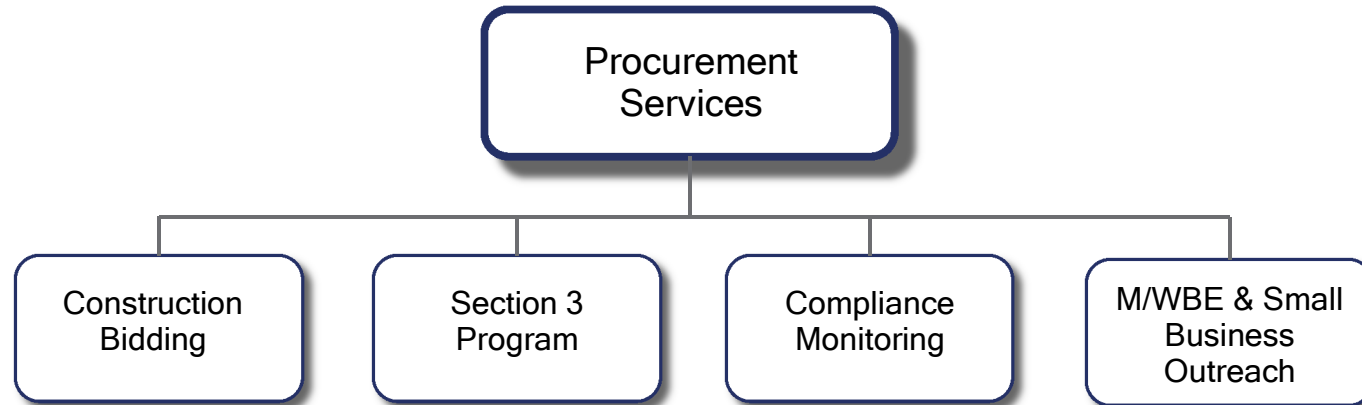 Procurement
Services
Construction
Bidding
Section 3
Program
Compliance
Monitoring
M/WBE & Small
Business
Outreach